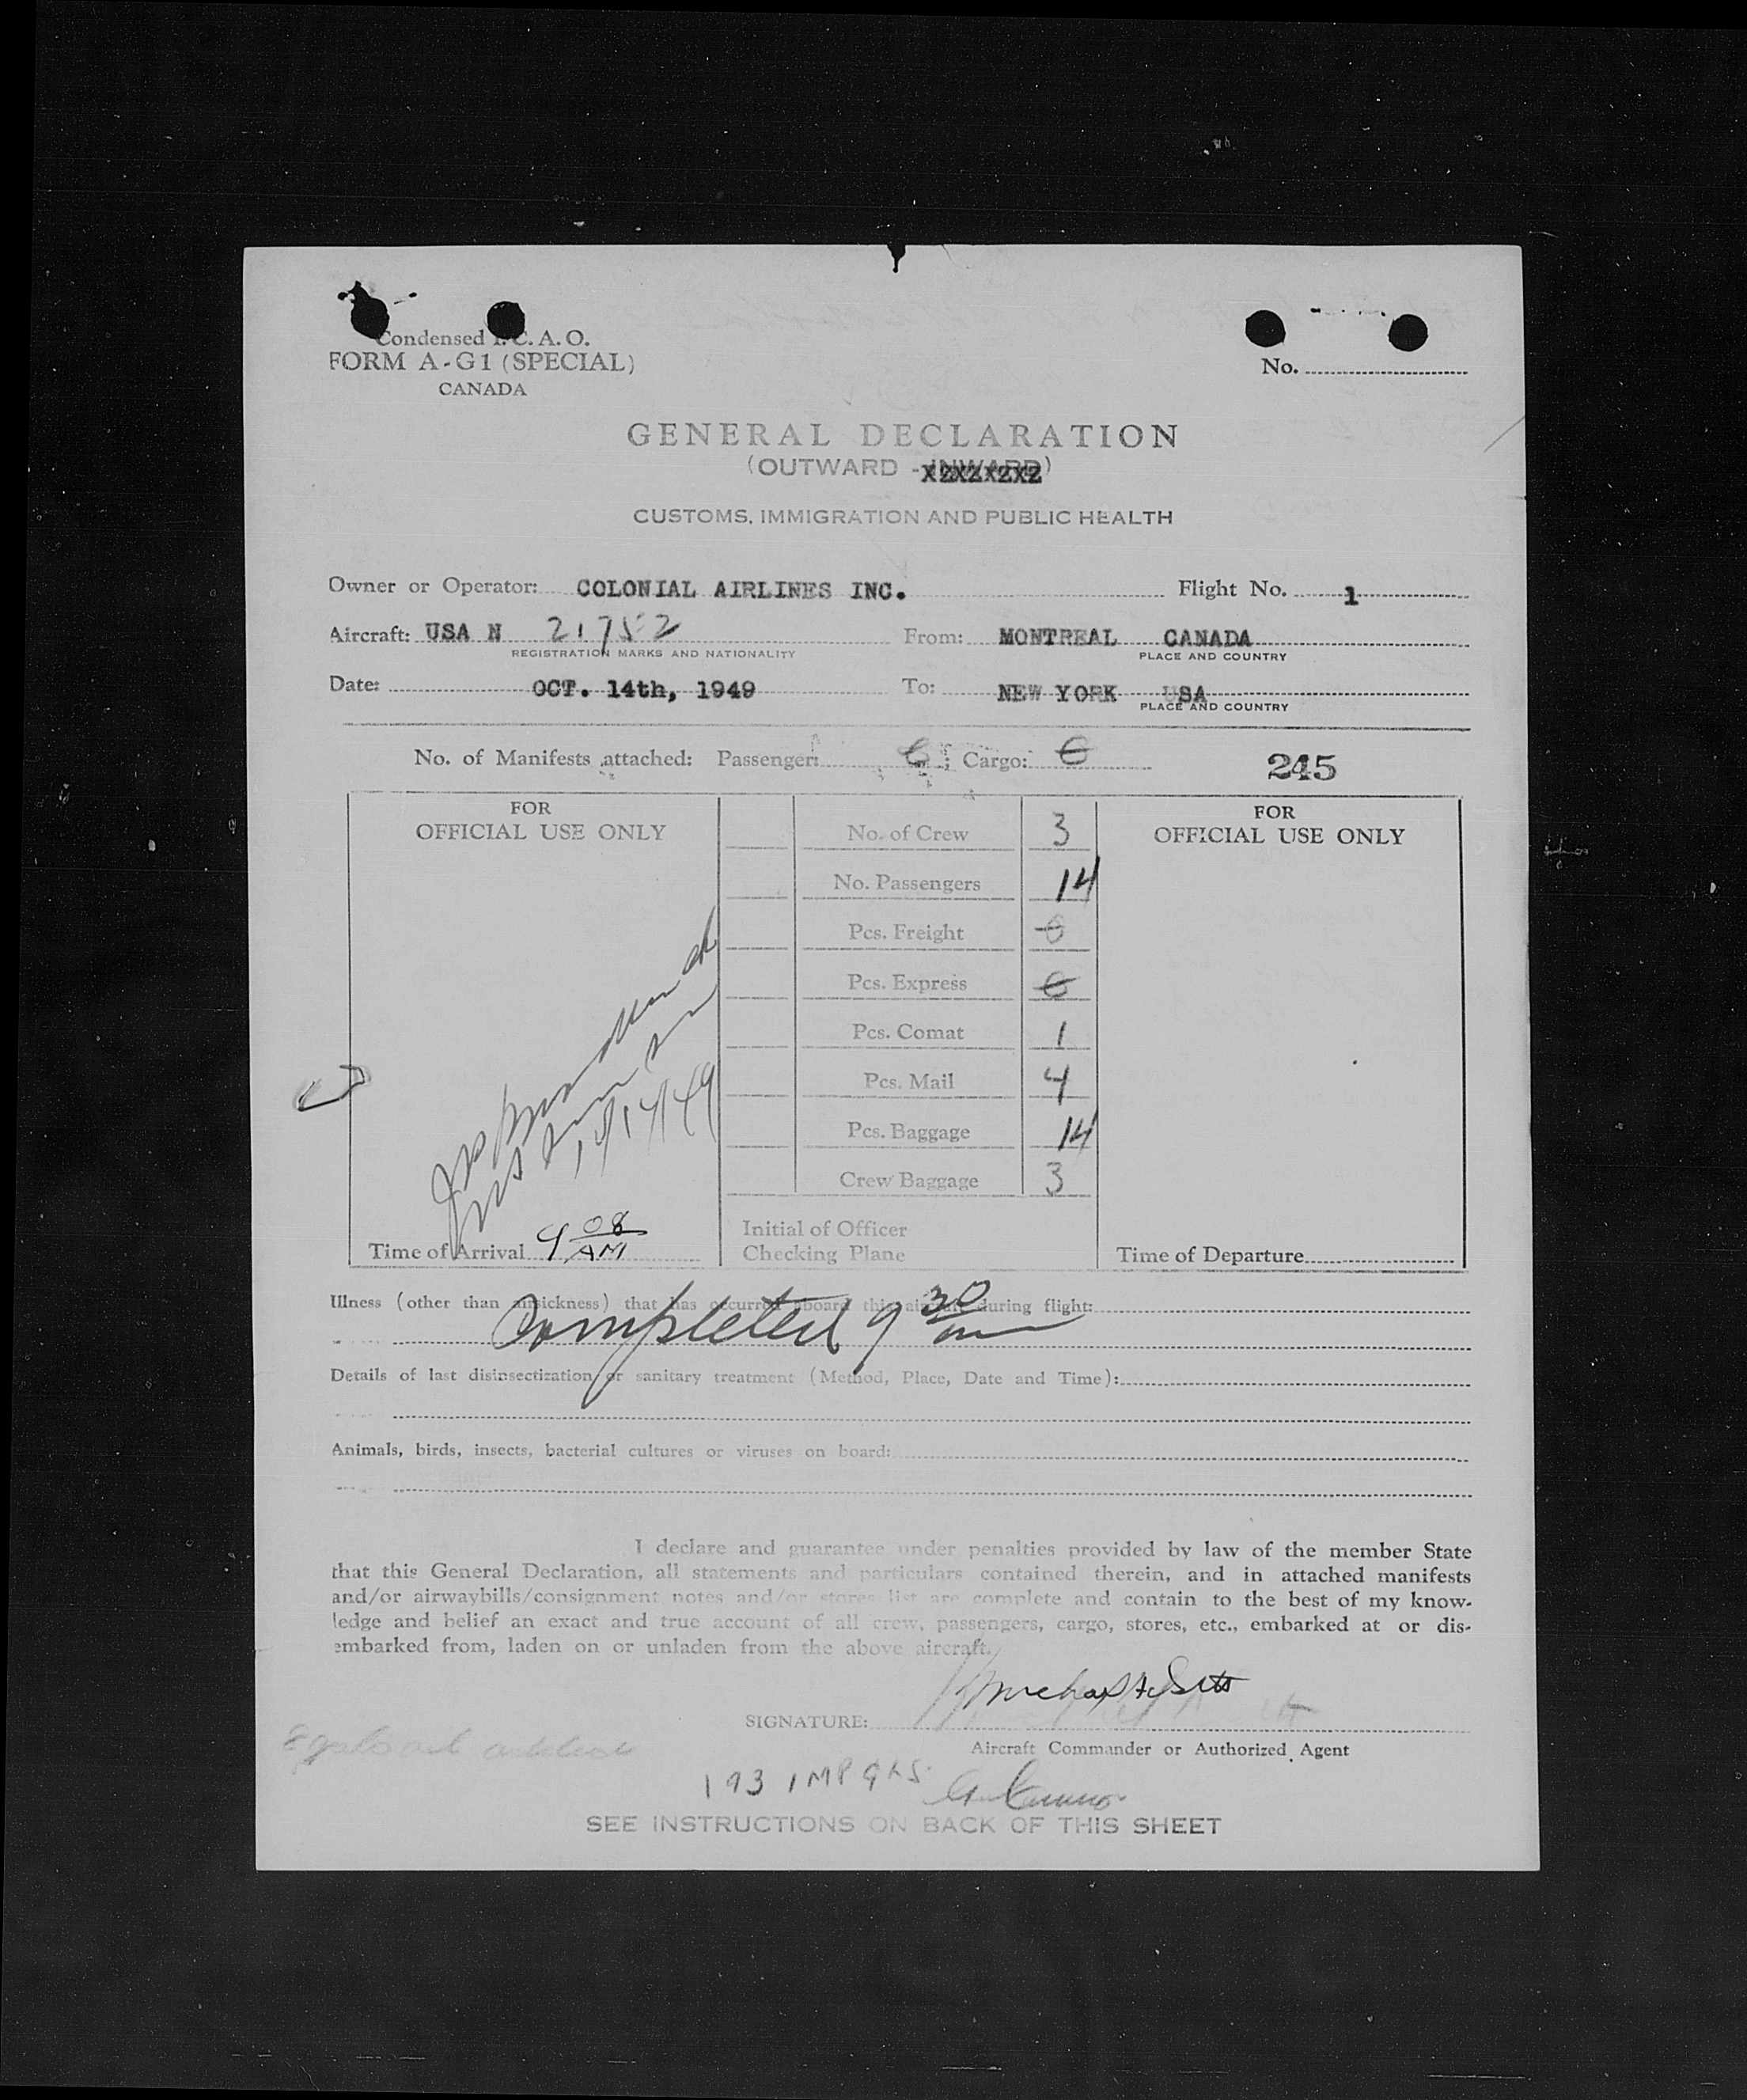 Condensed I. C. A. O.
FORM A-G1 (SPECIAL)
CANADA
No.
GENERAL DECLARATION
(OUTWARD - INWARD)
CUSTOMS, IMMIGRATION AND PUBLIC HEALTH
Owner or Operator: COLONIAL AIRLINES INC. Flight No. 1
Aircraft: USA N 21752 From: MONTREAL CANADA
REGISTRATION MARKS AND NATIONALITY PLACE AND COUNTRY
Date: OCT. 14th, 1949 To: NEW YORK USA
PLACE AND COUNTRY
No. of Manifests attached: Passenger: Cargo: 245
FOR
OFFICIAL USE ONLY
No. of Crew 3
No. Passengers 14
Pcs. Freight 0
Pcs. Express 0
Pcs. Comat 1
Pcs. Mail 4
Pcs. Baggage 14
Crew Baggage 3
Initial of Officer
Checking Plane
FOR
OFFICIAL USE ONLY
10/14/49
Time of Arrival 9 08 AM
Time of Departure
Illness (other than airsickness) that has occurred aboard this aircraft during flight:
Completed 9 30
Details of last disinsectization or sanitary treatment (Method, Place, Date and Time):
Animals, birds, insects, bacterial cultures or viruses on board:
I declare and guarantee under penalties provided by law of the member State
that this General Declaration, all statements and particulars contained therein, and in attached manifests
and/or airwaybills/consignment notes and/or stores list are complete and contain to the best of my know-
ledge and belief an exact and true account of all crew, passengers, cargo, stores, etc., embarked at or dis-
embarked from, laden on or unladen from the above aircraft.
SIGNATURE:
Aircraft Commander or Authorized Agent
193 IMP GLS.
SEE INSTRUCTIONS ON BACK OF THIS SHEET